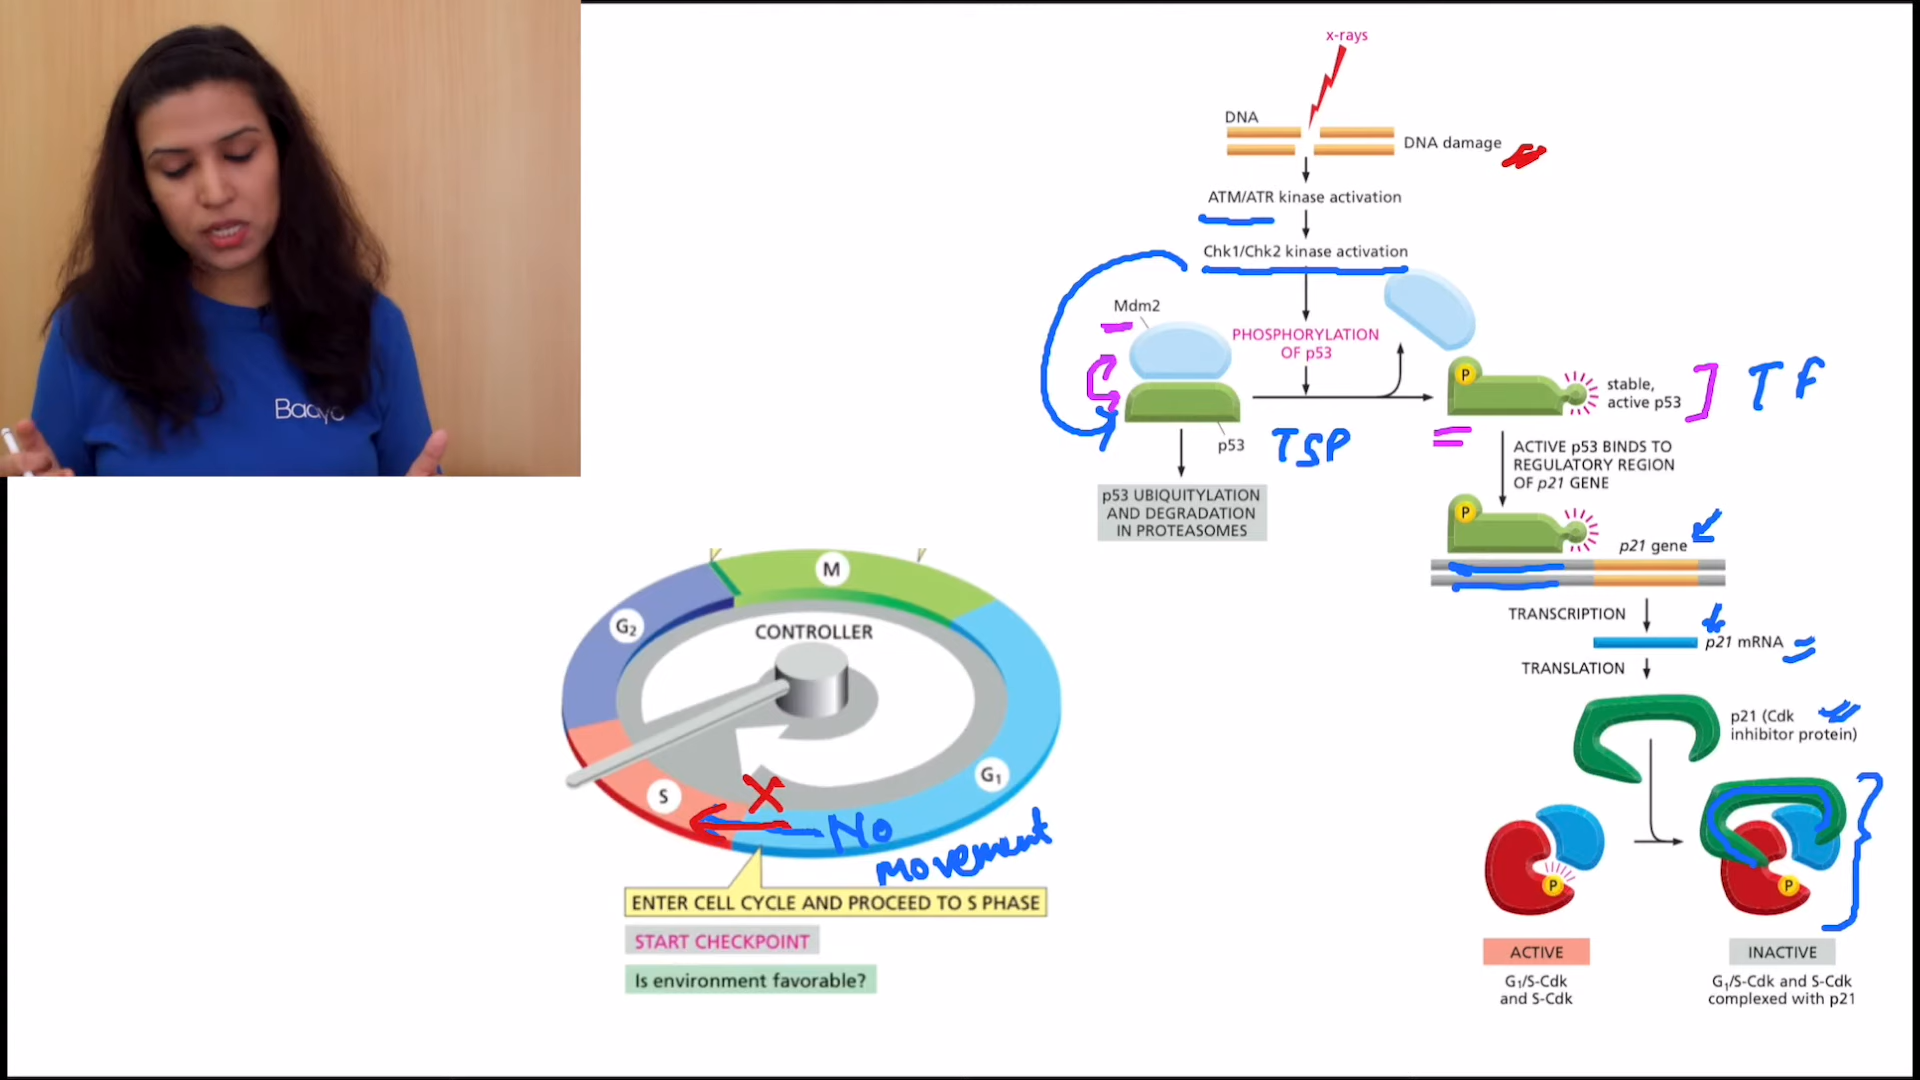 x-rays
DNA
DNA damage
ATM/ATR kinase activation
Chk1/Chk2 kinase activation
Mdm2
PHOSPHORYLATION
OF p53
stable,
active p53
TF
p53
TSP
ACTIVE p53 BINDS TO
REGULATORY REGION
OF p21 GENE
p53 UBIQUITYLATION
AND DEGRADATION
IN PROTEASOMES
P
P
p21 gene
TRANSCRIPTION
p21 mRNA
TRANSLATION
p21 (Cdk
inhibitor protein)
P
P
ACTIVE
G1/S-Cdk
and S-Cdk
INACTIVE
G1/S-Cdk and S-Cdk
complexed with p21
M
G2
CONTROLLER
G1
S
X
No
movement
ENTER CELL CYCLE AND PROCEED TO S PHASE
START CHECKPOINT
Is environment favorable?